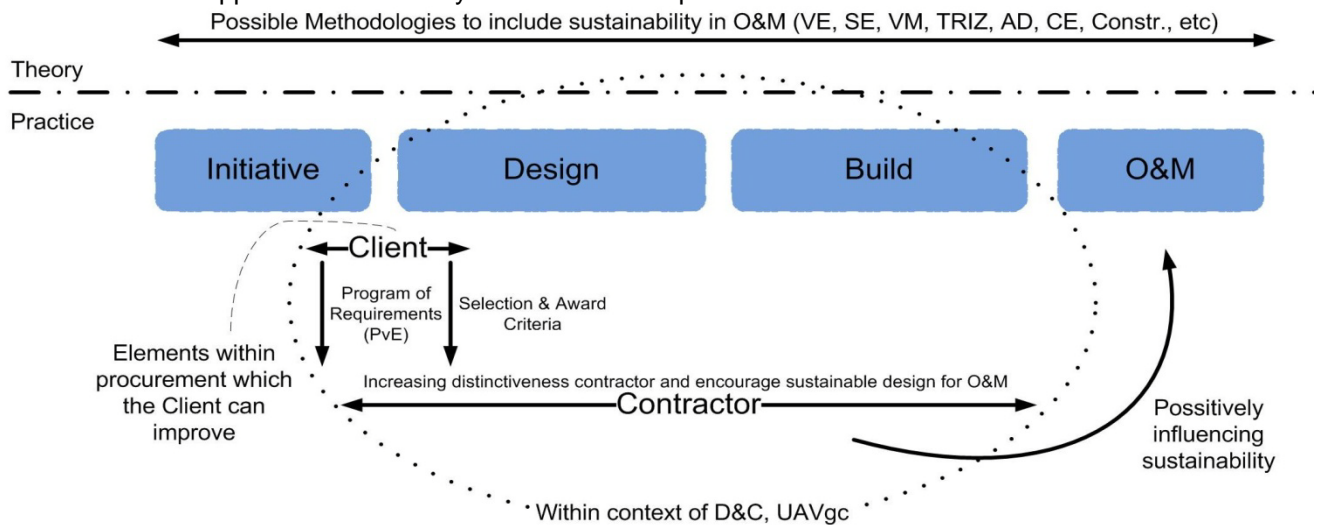 Possible Methodologies to include sustainability in O&M (VE, SE, VM, TRIZ, AD, CE, Constr., etc)
Theory
Practice
Initiative
Design
Build
O&M
Client
Program of
Requirements
(PvE)
Selection & Award
Criteria
Elements within
procurement which
the Client can
improve
Increasing distinctiveness contractor and encourage sustainable design for O&M
Contractor
Possitively
influencing
sustainability
Within context of D&C, UAVgc